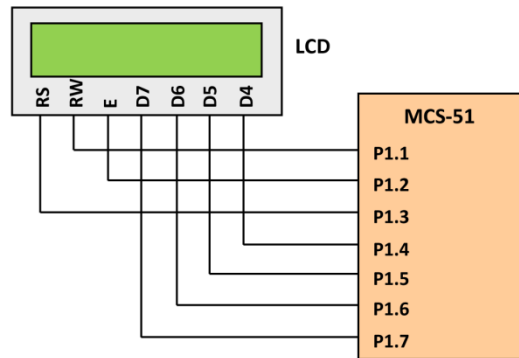 LCD
RS RW E D7 D6 D5 D4
MCS-51
P1.1
P1.2
P1.3
P1.4
P1.5
P1.6
P1.7